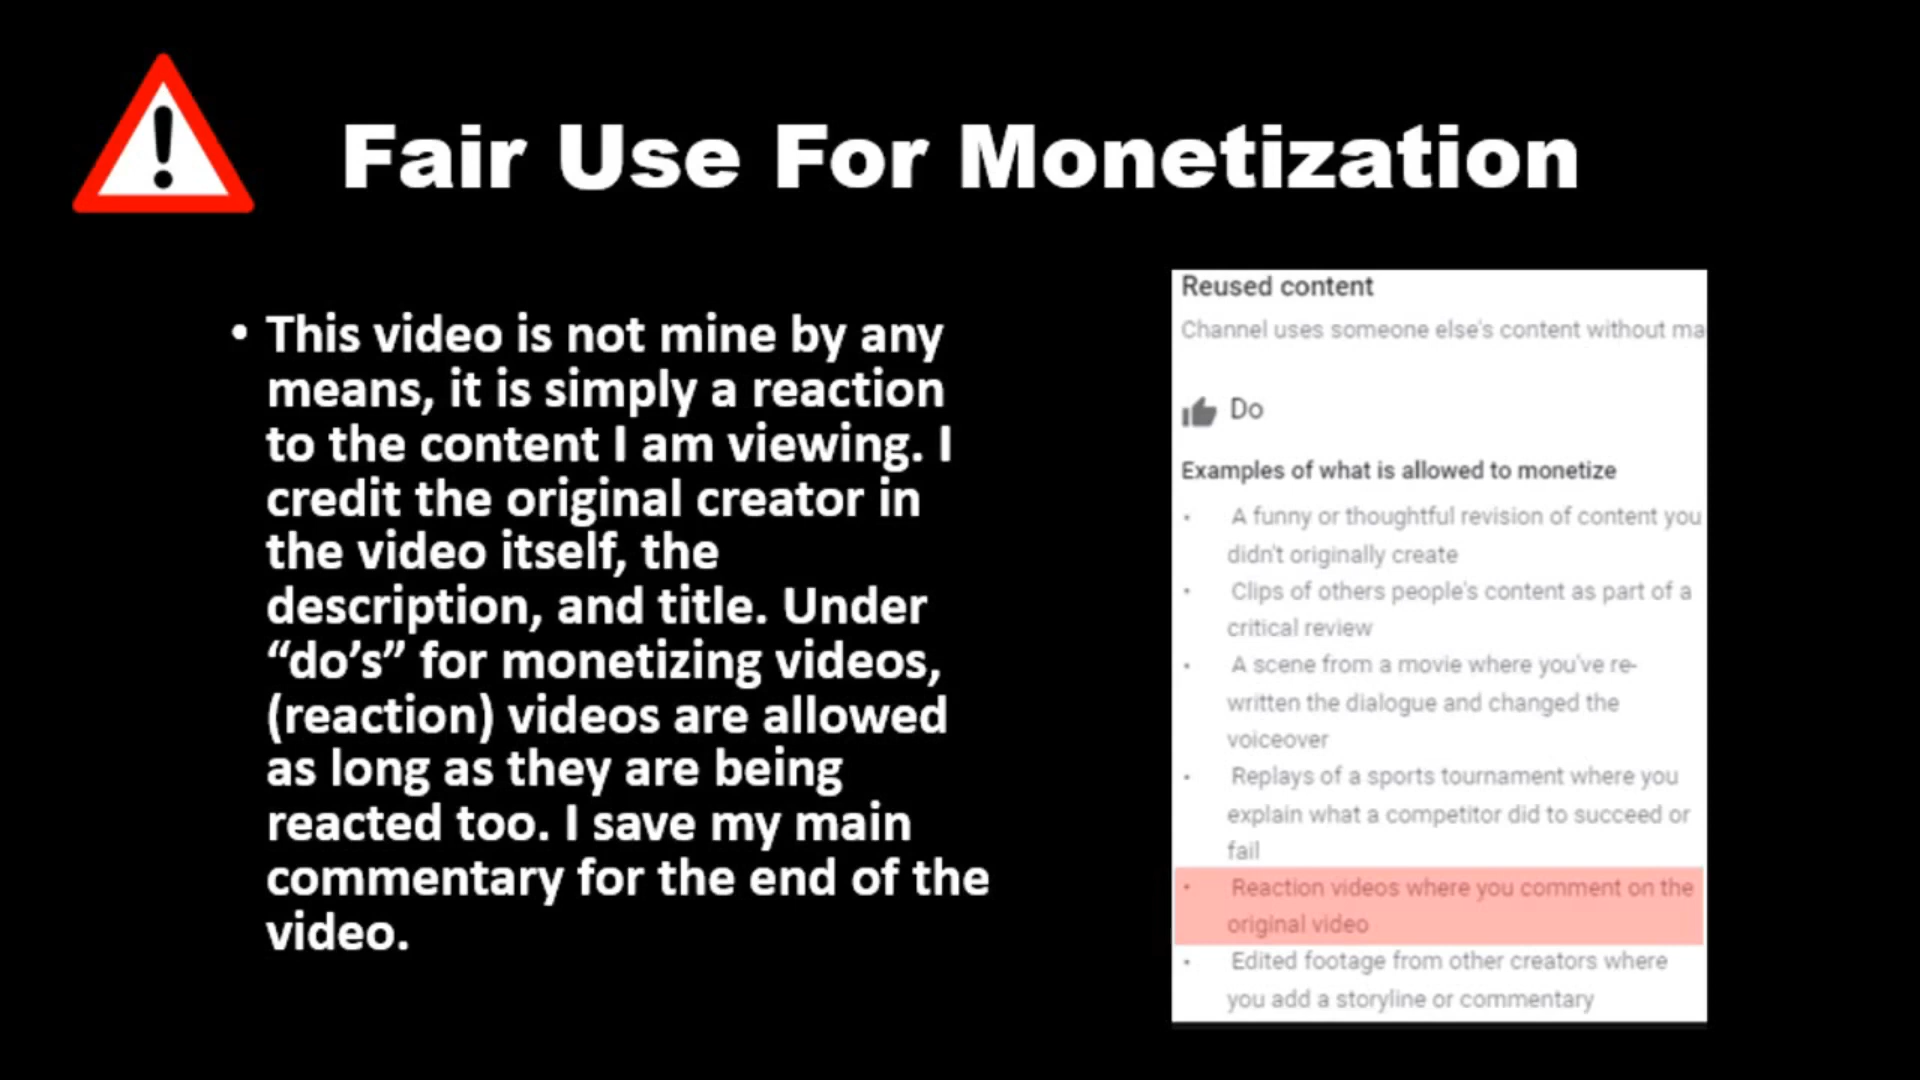 Fair Use For Monetization
• This video is not mine by any
means, it is simply a reaction
to the content I am viewing. I
credit the original creator in
the video itself, the
description, and title. Under
“do’s” for monetizing videos,
(reaction) videos are allowed
as long as they are being
reacted too. I save my main
commentary for the end of the
video.
Reused content
Channel uses someone else's content without ma
Do
Examples of what is allowed to monetize
• A funny or thoughtful revision of content you
didn't originally create
• Clips of others people's content as part of a
critical review
• A scene from a movie where you've re-
written the dialogue and changed the
voiceover
• Replays of a sports tournament where you
explain what a competitor did to succeed or
fail
• Reaction videos where you comment on the
original video
• Edited footage from other creators where
you add a storyline or commentary